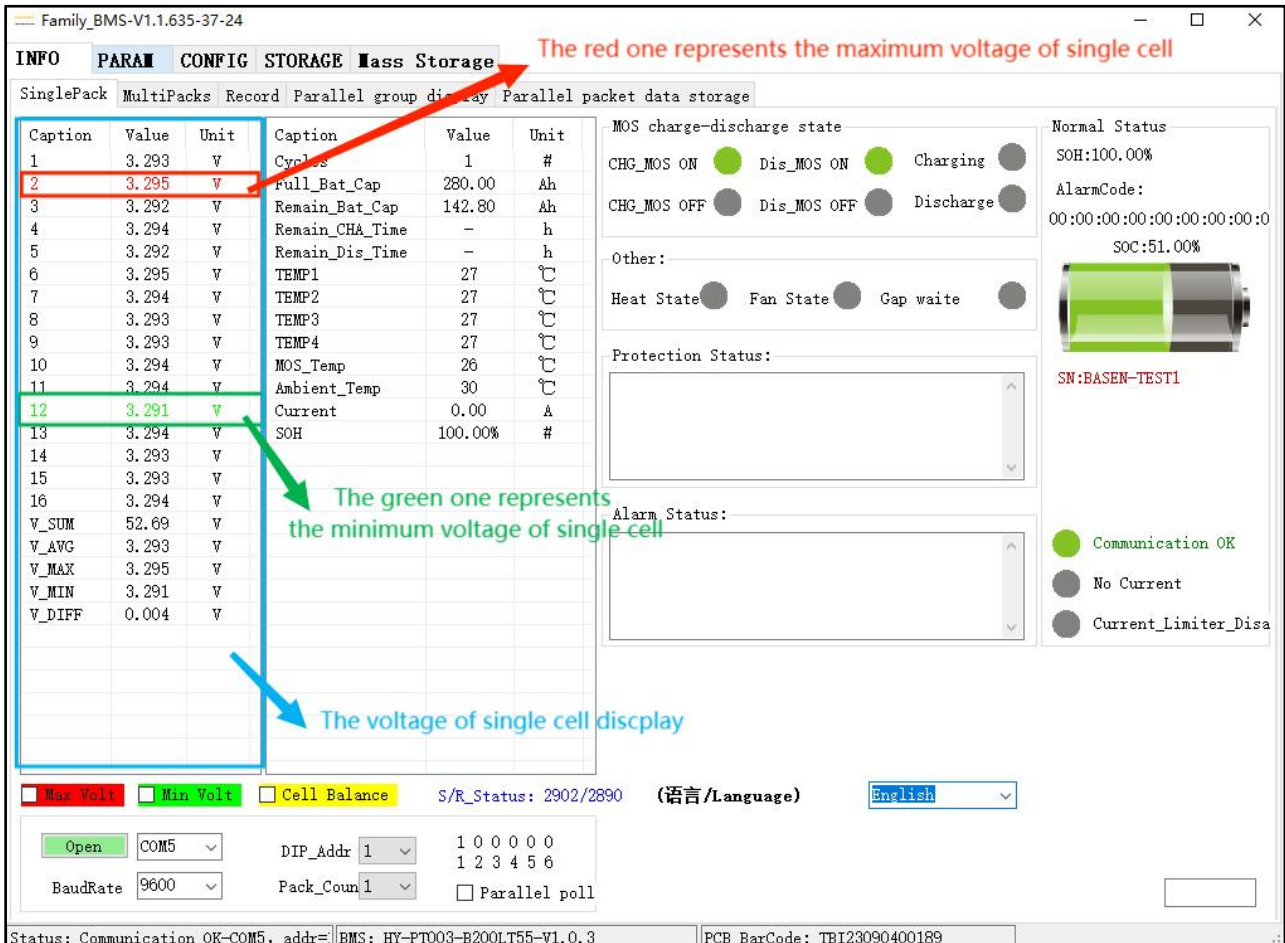 Family_BMS-V1.1.635-37-24
INFO PARAM CONFIG STORAGE Mass Storage
The red one represents the maximum voltage of single cell
SinglePack MultiPacks Record Parallel group display Parallel packet data storage
Caption Value Unit
1 3.293 V
2 3.295 V
3 3.292 V
4 3.294 V
5 3.292 V
6 3.295 V
7 3.294 V
8 3.293 V
9 3.293 V
10 3.294 V
11 3.294 V
12 3.291 V
13 3.294 V
14 3.293 V
15 3.293 V
16 3.294 V
V_SUM 52.69 V
V_AVG 3.293 V
V_MAX 3.295 V
V_MIN 3.291 V
V_DIFF 0.004 V
Caption Value Unit
Cycles 1 #
Full_Bat_Cap 280.00 Ah
Remain_Bat_Cap 142.80 Ah
Remain_CHA_Time – h
Remain_Dis_Time – h
TEMP1 27 ℃
TEMP2 27 ℃
TEMP3 27 ℃
TEMP4 27 ℃
MOS_Temp 26 ℃
Ambient_Temp 30 ℃
Current 0.00 A
SOH 100.00% #
The green one represents
the minimum voltage of single cell
The voltage of single cell discplay
MOS charge-discharge state
CHG_MOS ON Dis_MOS ON Charging
CHG_MOS OFF Dis_MOS OFF Discharge
Other:
Heat State Fan State Gap waite
Protection Status:
Alarm Status:
Normal Status
SOH:100.00%
AlarmCode:
00:00:00:00:00:00:00:00:0
SOC:51.00%
SN:BASEN-TEST1
Communication OK
No Current
Current_Limiter_Disa
Max Volt Min Volt Cell Balance S/R_Status: 2902/2890 (语言/Language) English
Open COM5 DIP_Addr 1 1 0 0 0 0 0
1 2 3 4 5 6
BaudRate 9600 Pack_Coun 1 Parallel poll
Status: Communication OK-COM5, addr= BMS: HY-PT003-B200LT55-V1.0.3 PCB BarCode: TBI23090400189